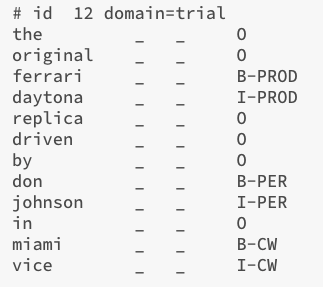 # id  12 domain=trial
the _ _ O
original _ _ O
ferrari _ _ B-PROD
daytona _ _ I-PROD
replica _ _ O
driven _ _ O
by _ _ O
don _ _ B-PER
johnson _ _ I-PER
in _ _ O
miami _ _ B-CW
vice _ _ I-CW